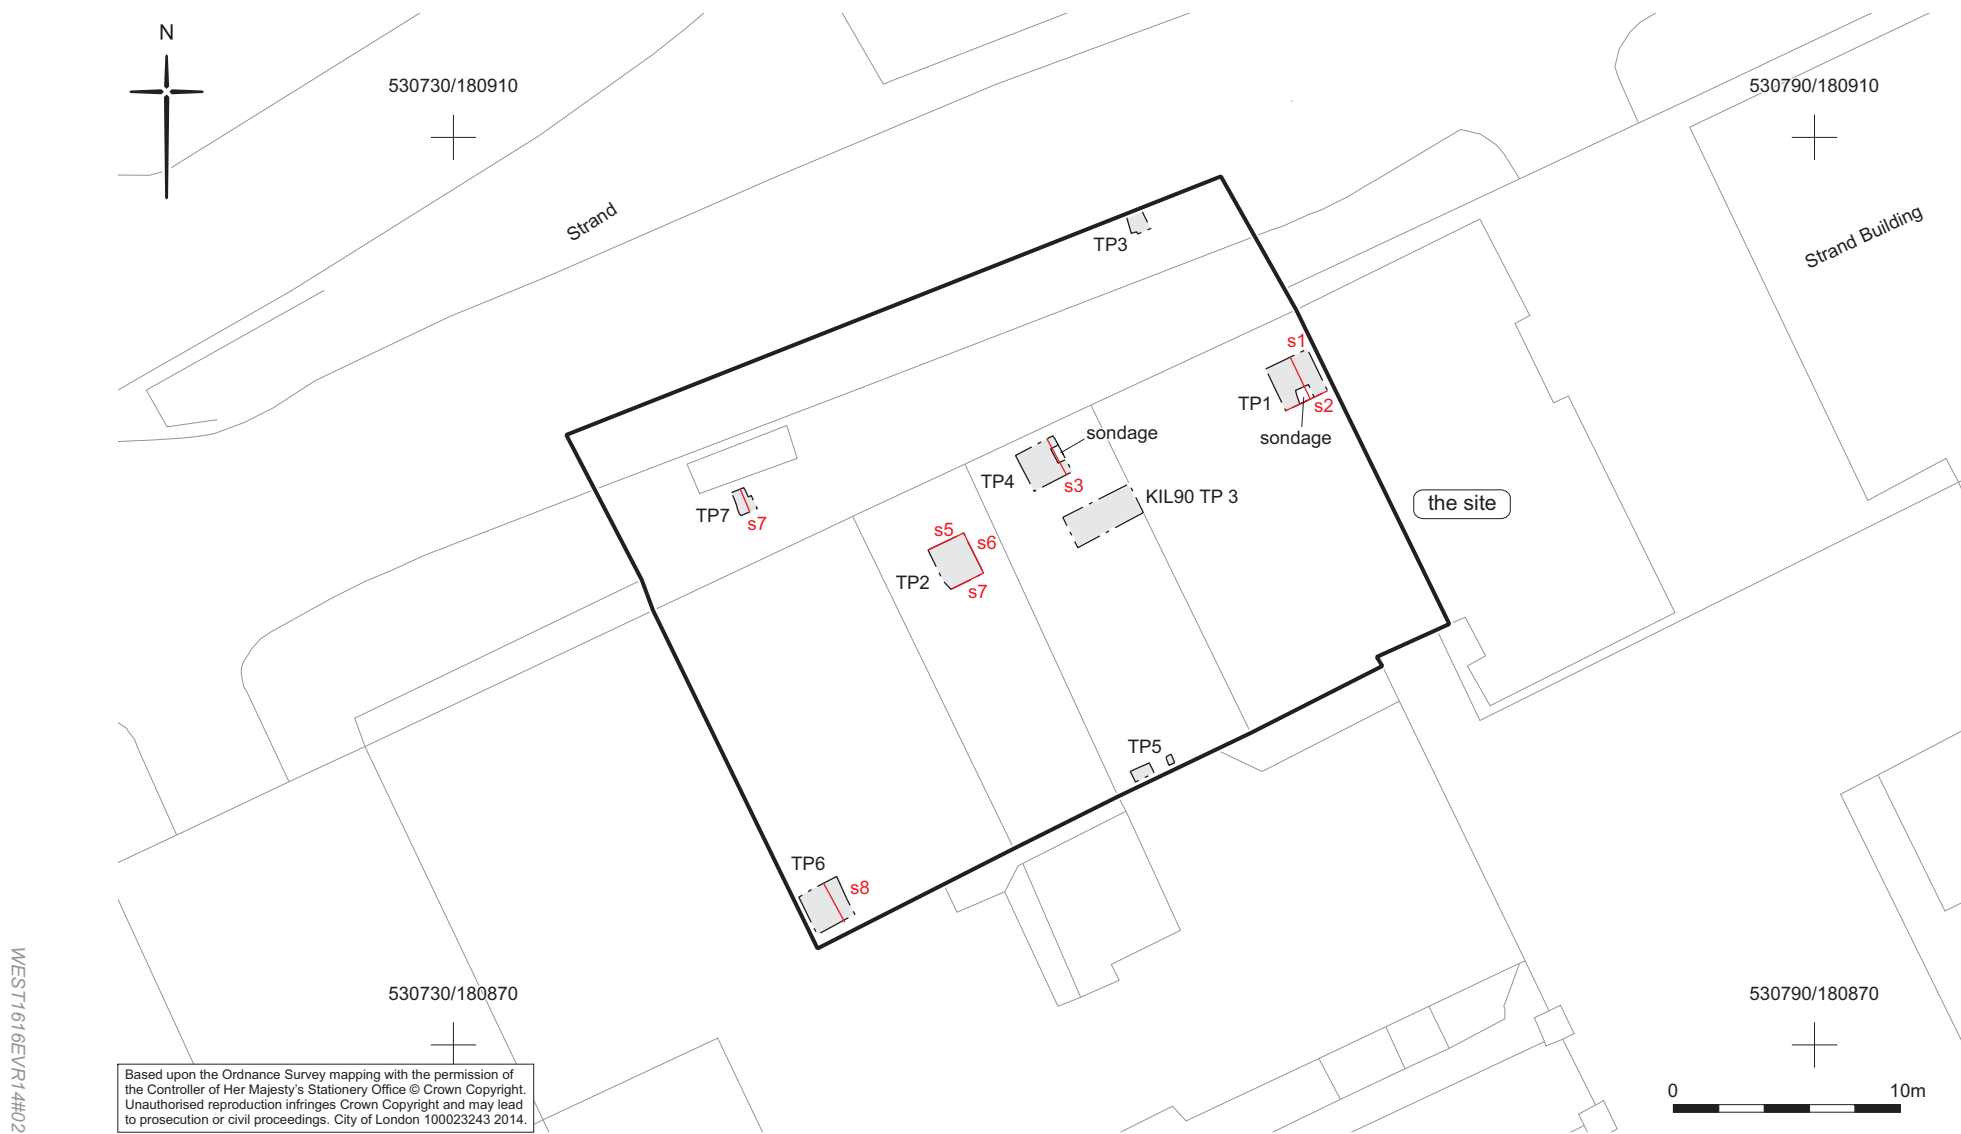 N
530730/180910
530790/180910
Strand
Strand Building
TP3
s1
TP1
s2
sondage
sondage
TP4
s3
KIL90 TP 3
the site
TP7
s7
s5
s6
TP2
s7
TP5
TP6
s8
530730/180870
530790/180870
0 10m
Based upon the Ordnance Survey mapping with the permission of
the Controller of Her Majesty's Stationery Office © Crown Copyright.
Unauthorised reproduction infringes Crown Copyright and may lead
to prosecution or civil proceedings. City of London 100023243 2014.
WEST1616EVR14#02